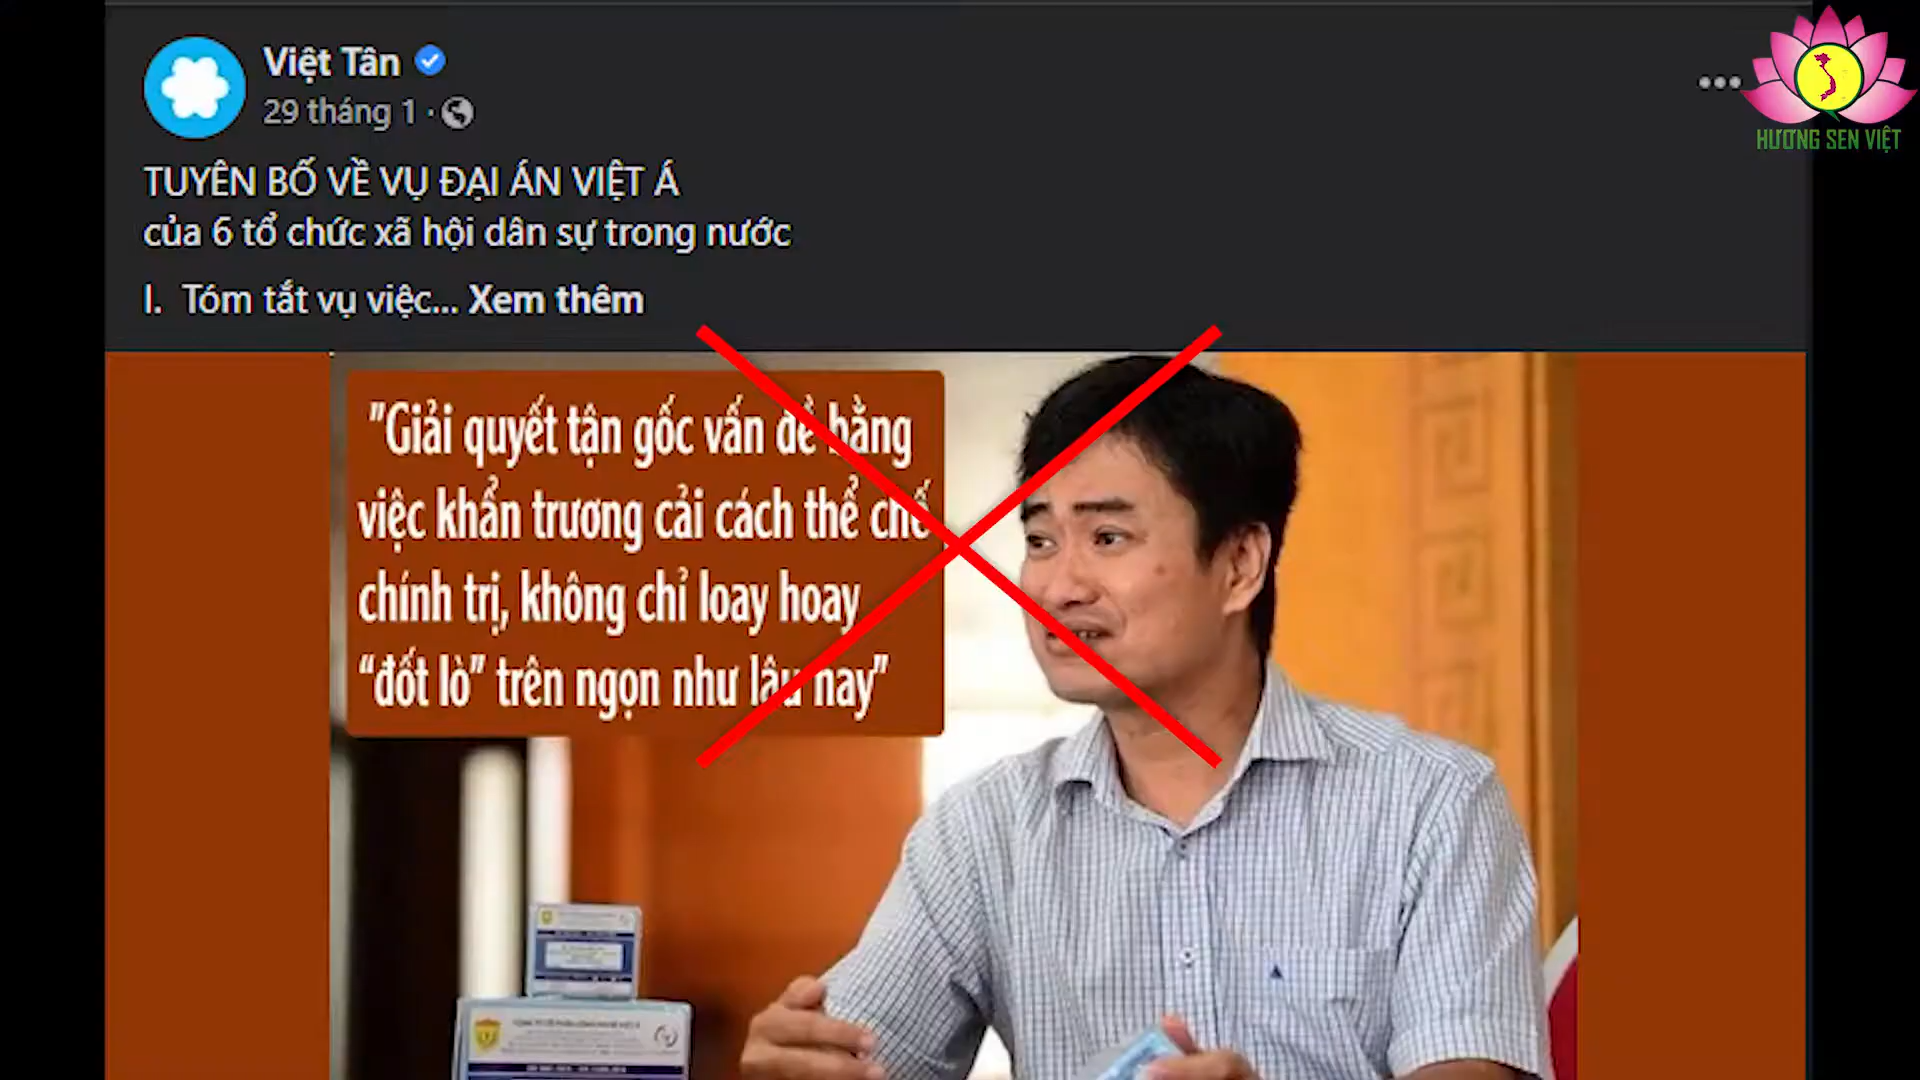 Việt Tân
29 tháng 1
HƯƠNG SEN VIỆT
TUYÊN BỐ VỀ VỤ ĐẠI ÁN VIỆT Á
của 6 tổ chức xã hội dân sự trong nước
I. Tóm tắt vụ việc... Xem thêm
"Giải quyết tận gốc vấn đề bằng
việc khẩn trương cải cách thể chế
chính trị, không chỉ loay hoay
“đốt lò” trên ngọn như lâu nay”